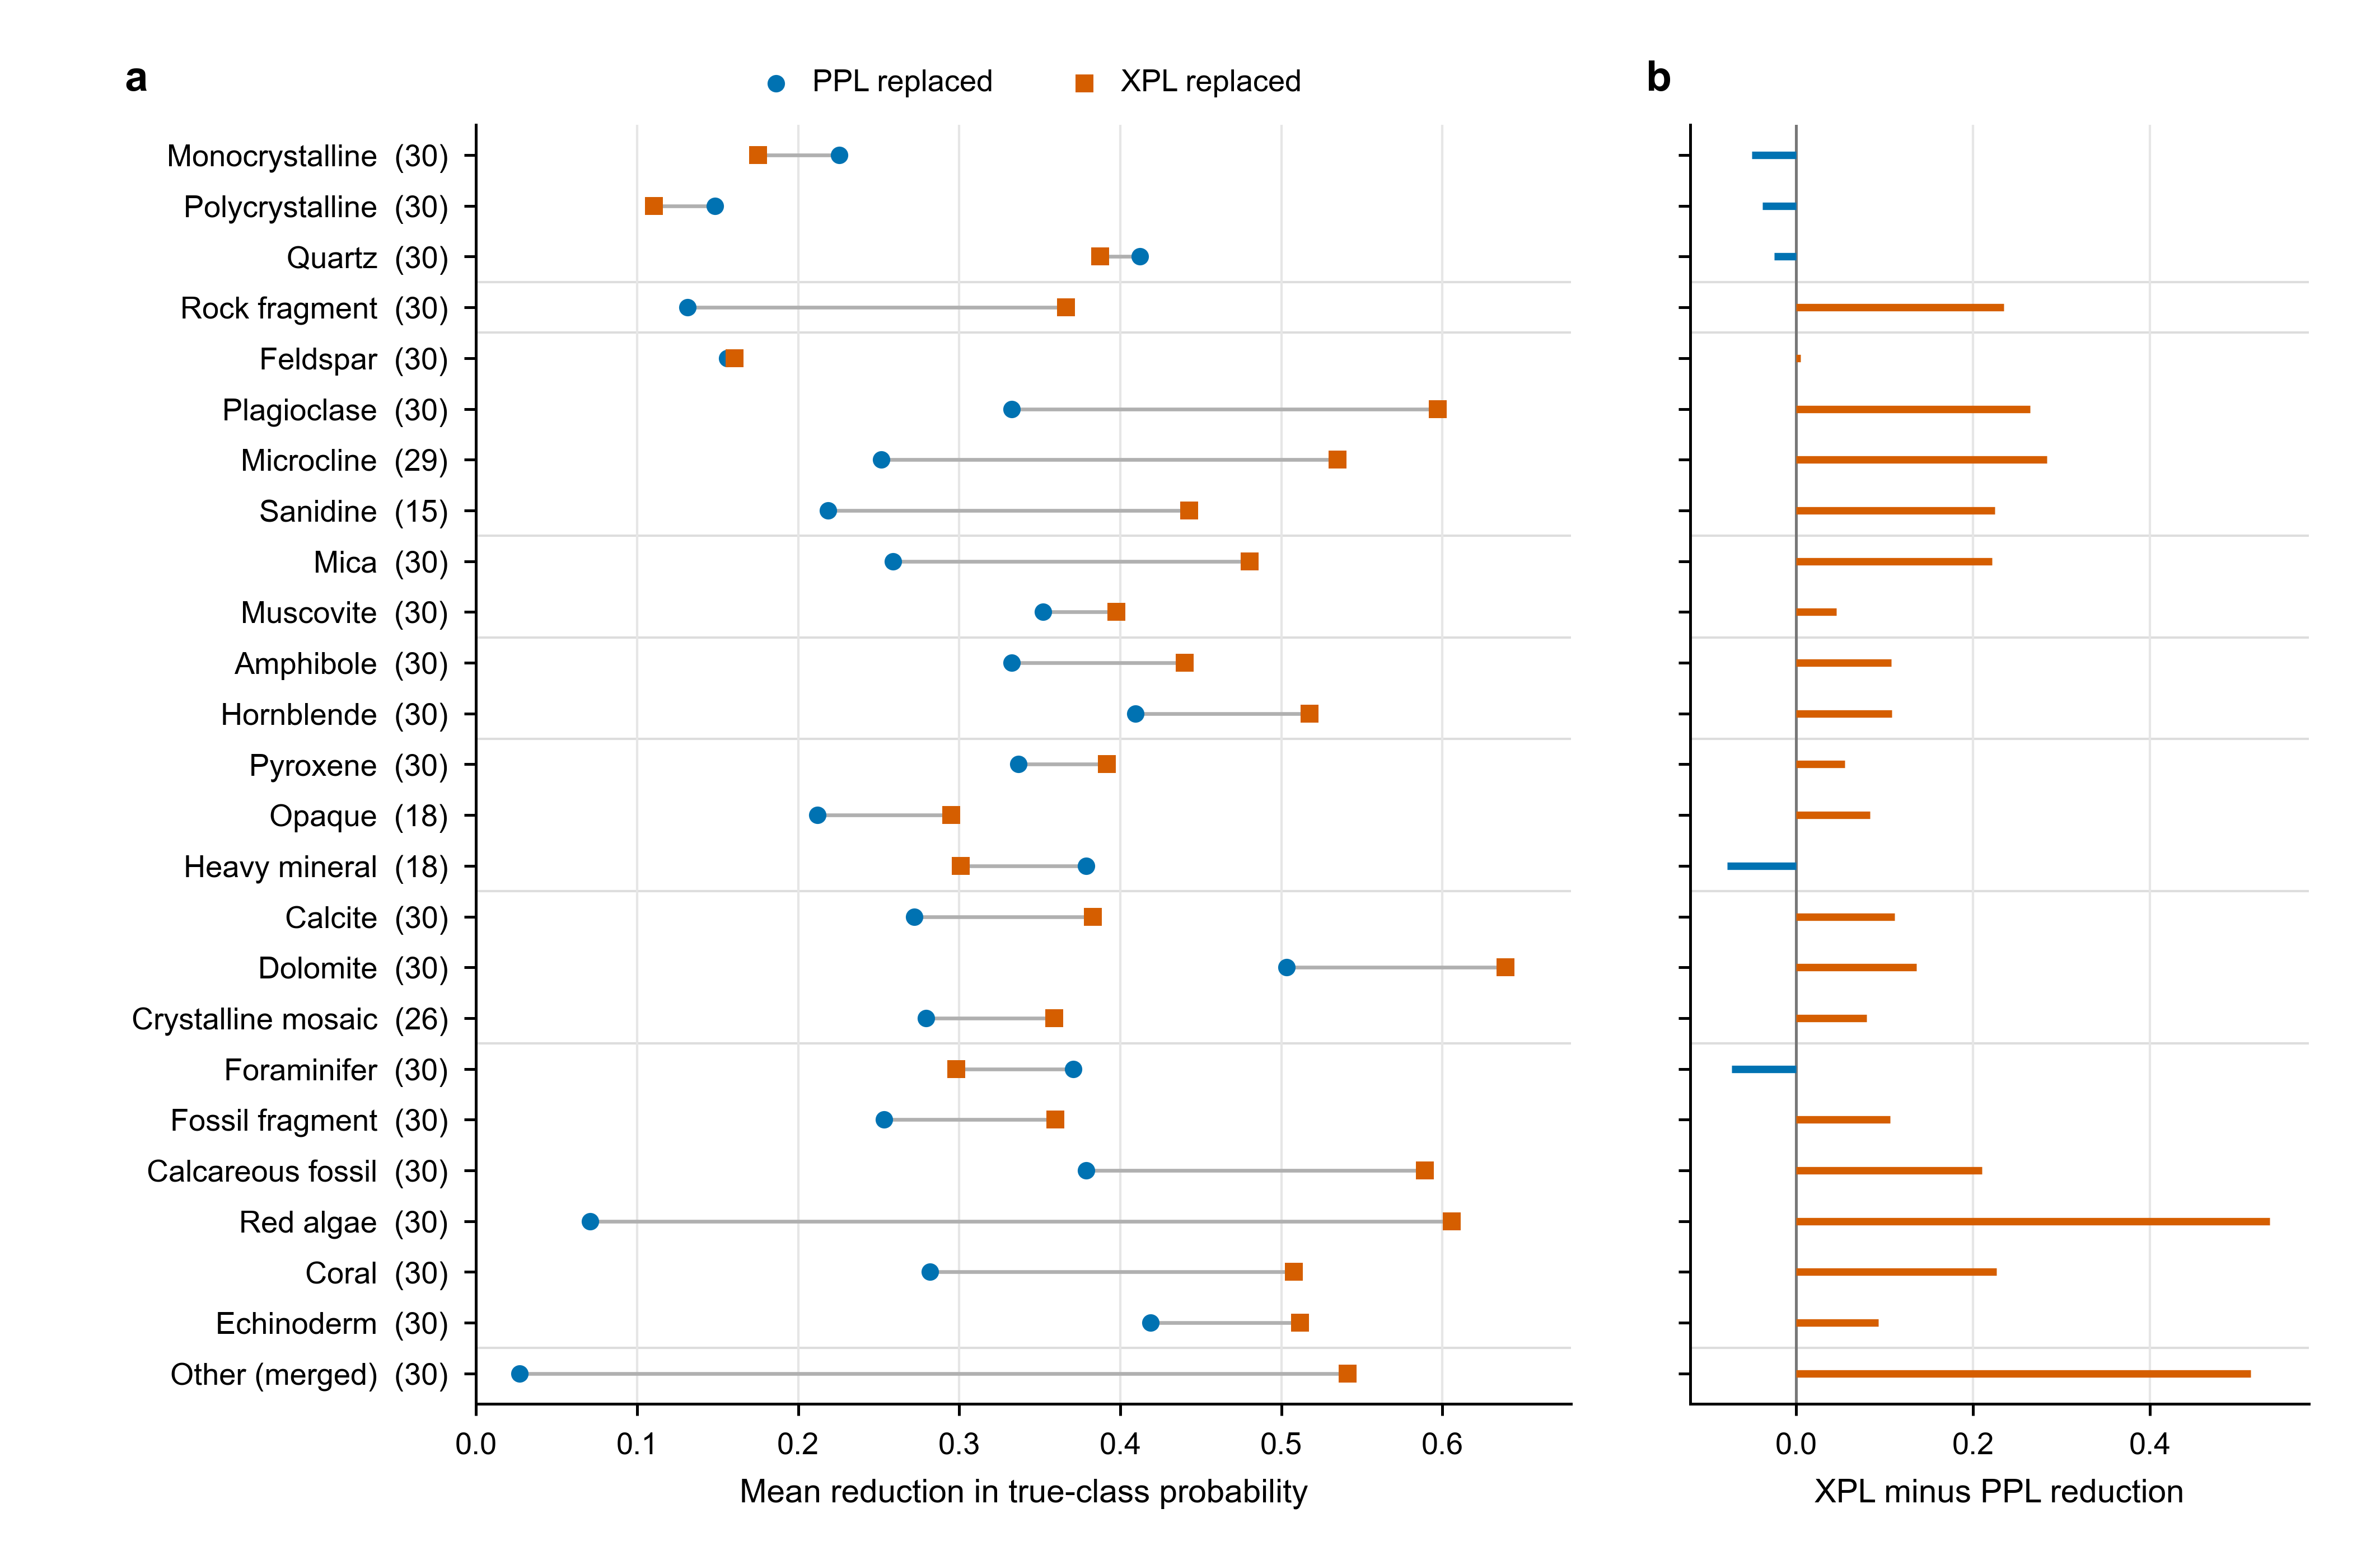 a
PPL replaced XPL replaced
b
Monocrystalline (30)
Polycrystalline (30)
Quartz (30)
Rock fragment (30)
Feldspar (30)
Plagioclase (30)
Microcline (29)
Sanidine (15)
Mica (30)
Muscovite (30)
Amphibole (30)
Hornblende (30)
Pyroxene (30)
Opaque (18)
Heavy mineral (18)
Calcite (30)
Dolomite (30)
Crystalline mosaic (26)
Foraminifer (30)
Fossil fragment (30)
Calcareous fossil (30)
Red algae (30)
Coral (30)
Echinoderm (30)
Other (merged) (30)
0.0 0.1 0.2 0.3 0.4 0.5 0.6
Mean reduction in true-class probability
0.0 0.2 0.4
XPL minus PPL reduction